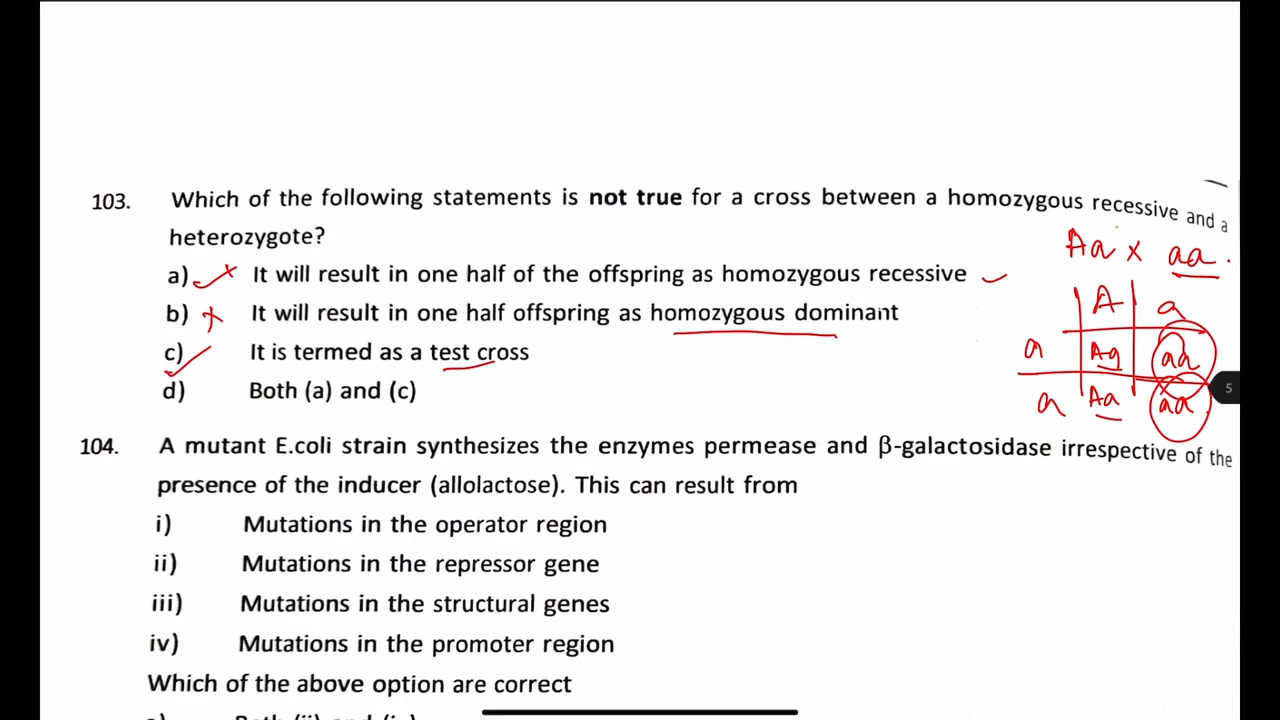 103. Which of the following statements is not true for a cross between a homozygous recessive and a
heterozygote?
Aa × aa.
a) It will result in one half of the offspring as homozygous recessive
b) It will result in one half offspring as homozygous dominant
c) It is termed as a test cross
d) Both (a) and (c)
A a
a Aa aa
a Aa aa
5
104. A mutant E.coli strain synthesizes the enzymes permease and β-galactosidase irrespective of the
presence of the inducer (allolactose). This can result from
i) Mutations in the operator region
ii) Mutations in the repressor gene
iii) Mutations in the structural genes
iv) Mutations in the promoter region
Which of the above option are correct